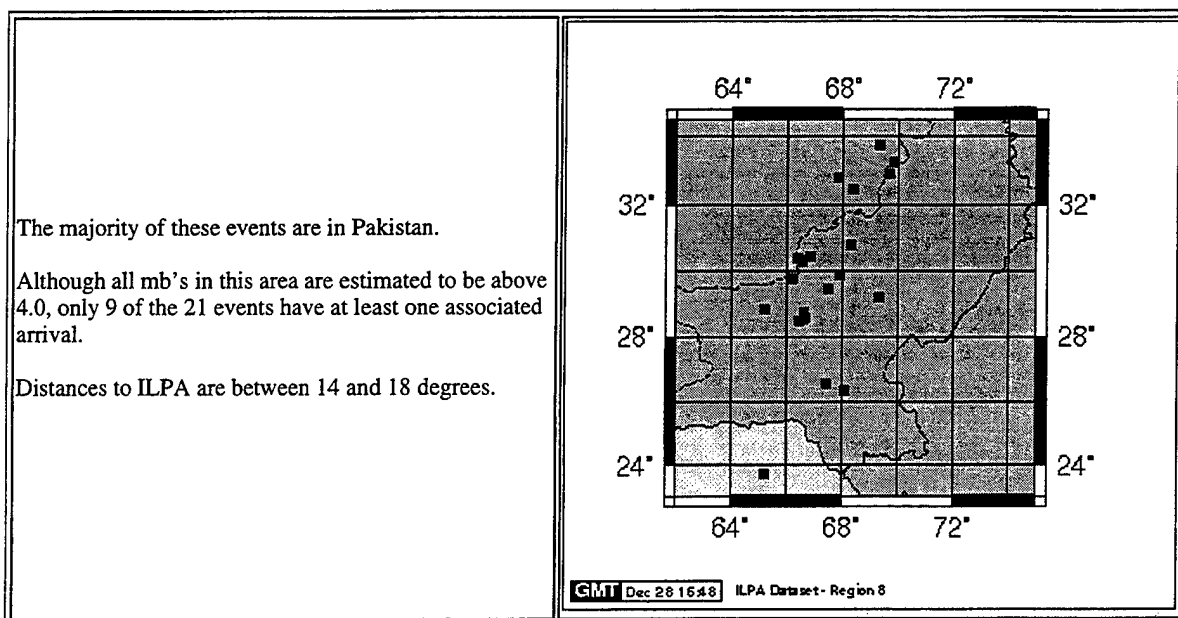 The majority of these events are in Pakistan.
Although all mb's in this area are estimated to be above
4.0, only 9 of the 21 events have at least one associated
arrival.
Distances to ILPA are between 14 and 18 degrees.
64° 68° 72°
32° 32°
28° 28°
24° 24°
64° 68° 72°
GMT Dec 28 15:48 ILPA Dataset - Region 8